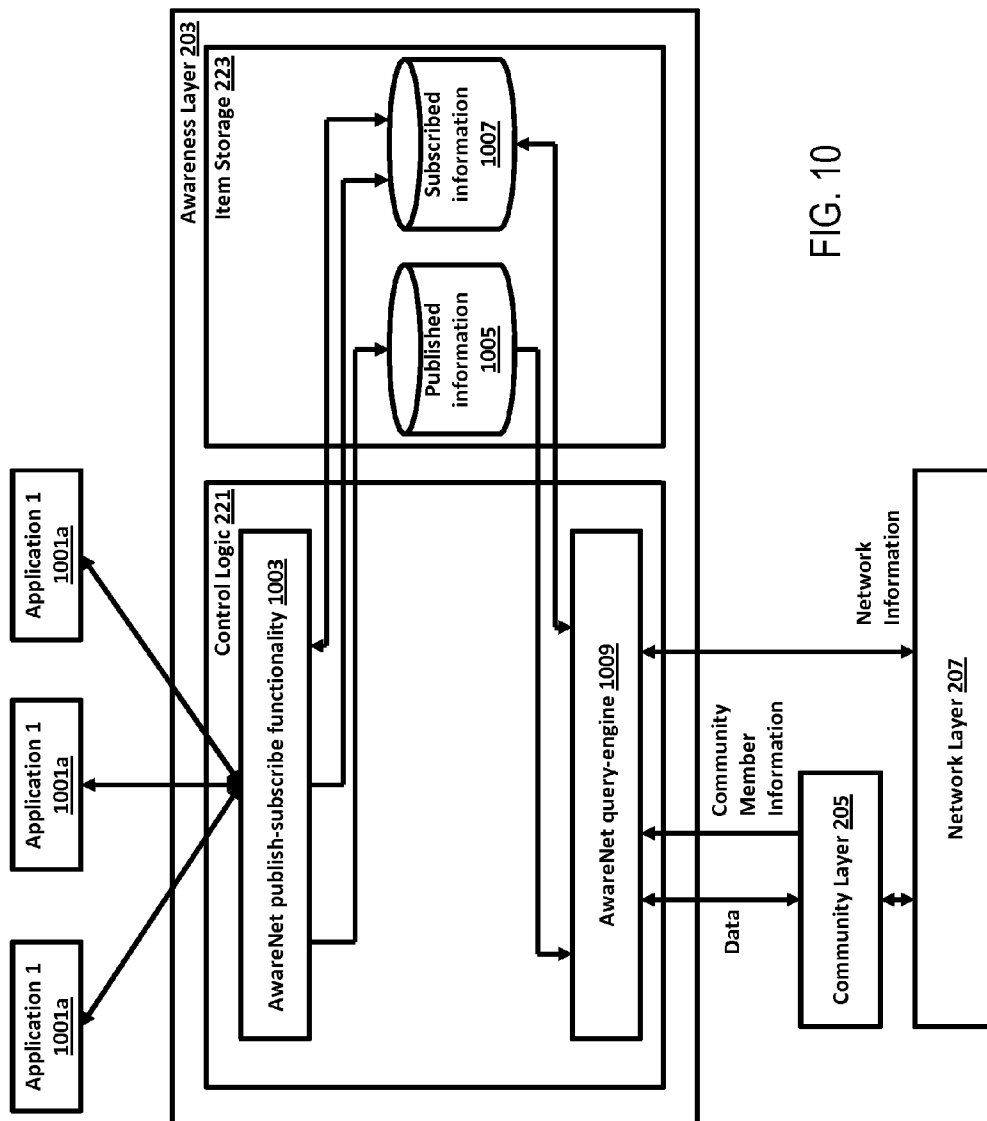 Application 1
1001a
Application 1
1001a
Application 1
1001a
Awareness Layer 203
Control Logic 221
Item Storage 223
AwareNet publish-subscribe functionality 1003
Published
information
1005
Subscribed
information
1007
AwareNet query-engine 1009
Data
Community
Member
Information
Network
Information
Community Layer 205
Network Layer 207
FIG. 10